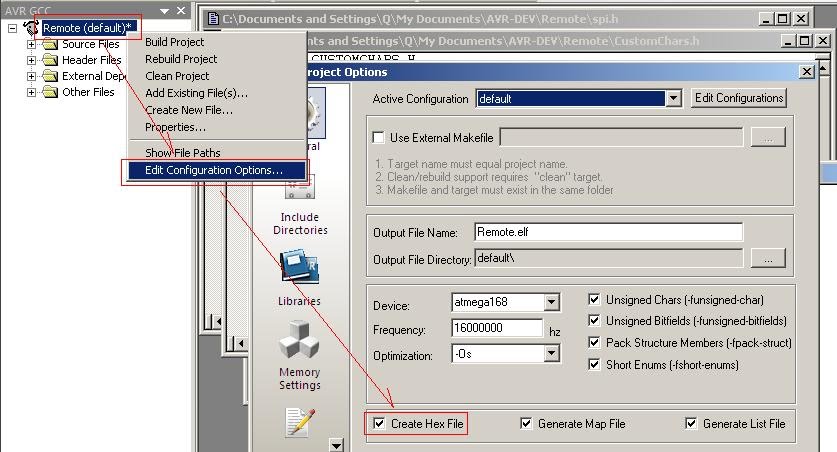 AVR GCC
Remote (default)*
Source Files
Header Files
External Dep
Other Files
Build Project
Rebuild Project
Clean Project
Add Existing File(s)...
Create New File...
Properties...
Show File Paths
Edit Configuration Options...
C:\Documents and Settings\Q\My Documents\AVR-DEV\Remote\spi.h
ments and Settings\Q\My Documents\AVR-DEV\Remote\CustomChars.h
CUSTOMCHARS_H
roject Options
ral
Include
Directories
Libraries
Memory
Settings
Active Configuration
default
Edit Configurations
Use External Makefile
...
1. Target name must equal project name.
2. Clean/rebuild support requires "clean" target.
3. Makefile and target must exist in the same folder
Output File Name:
Remote.elf
Output File Directory:
default\
...
Device:
atmega168
Frequency:
16000000
hz
Optimization:
-Os
Unsigned Chars (-funsigned-char)
Unsigned Bitfields (-funsigned-bitfields)
Pack Structure Members (-fpack-struct)
Short Enums (-fshort-enums)
Create Hex File
Generate Map File
Generate List File